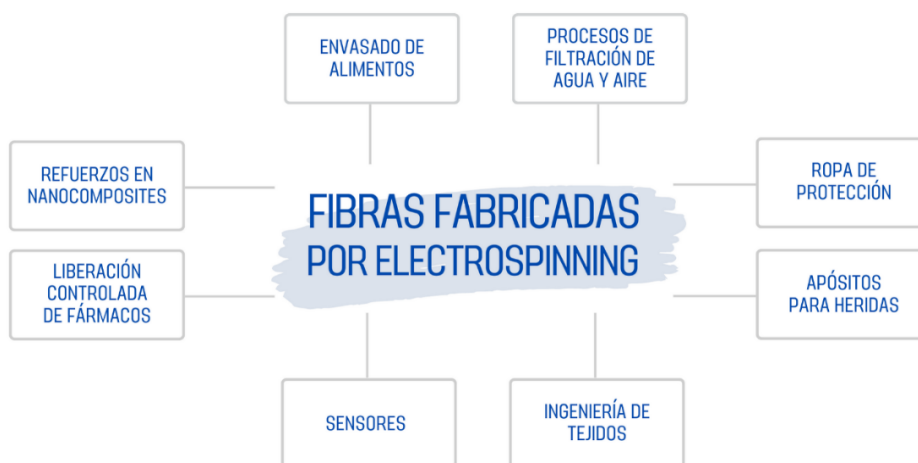 ENVASADO DE
ALIMENTOS
PROCESOS DE
FILTRACIÓN DE
AGUA Y AIRE
REFUERZOS EN
NANOCOMPOSITES
ROPA DE
PROTECCIÓN
FIBRAS FABRICADAS
POR ELECTROSPINNING
LIBERACIÓN
CONTROLADA
DE FÁRMACOS
APÓSITOS
PARA HERIDAS
SENSORES
INGENIERÍA DE
TEJIDOS